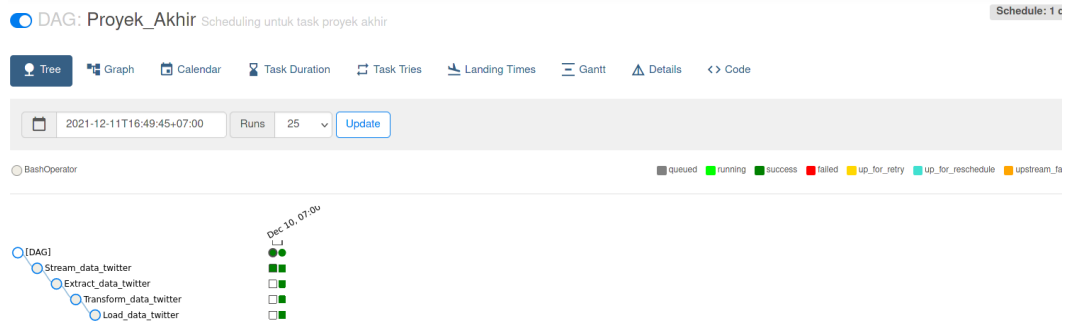 DAG: Proyek_Akhir Scheduling untuk task proyek akhir
Schedule: 1
Tree Graph Calendar Task Duration Task Tries Landing Times Gantt Details <> Code
2021-12-11T16:49:45+07:00 Runs 25 Update
BashOperator queued running success failed up_for_retry up_for_reschedule
Dec 10, 07:00
[DAG]
Stream_data_twitter
Extract_data_twitter
Transform_data_twitter
Load_data_twitter